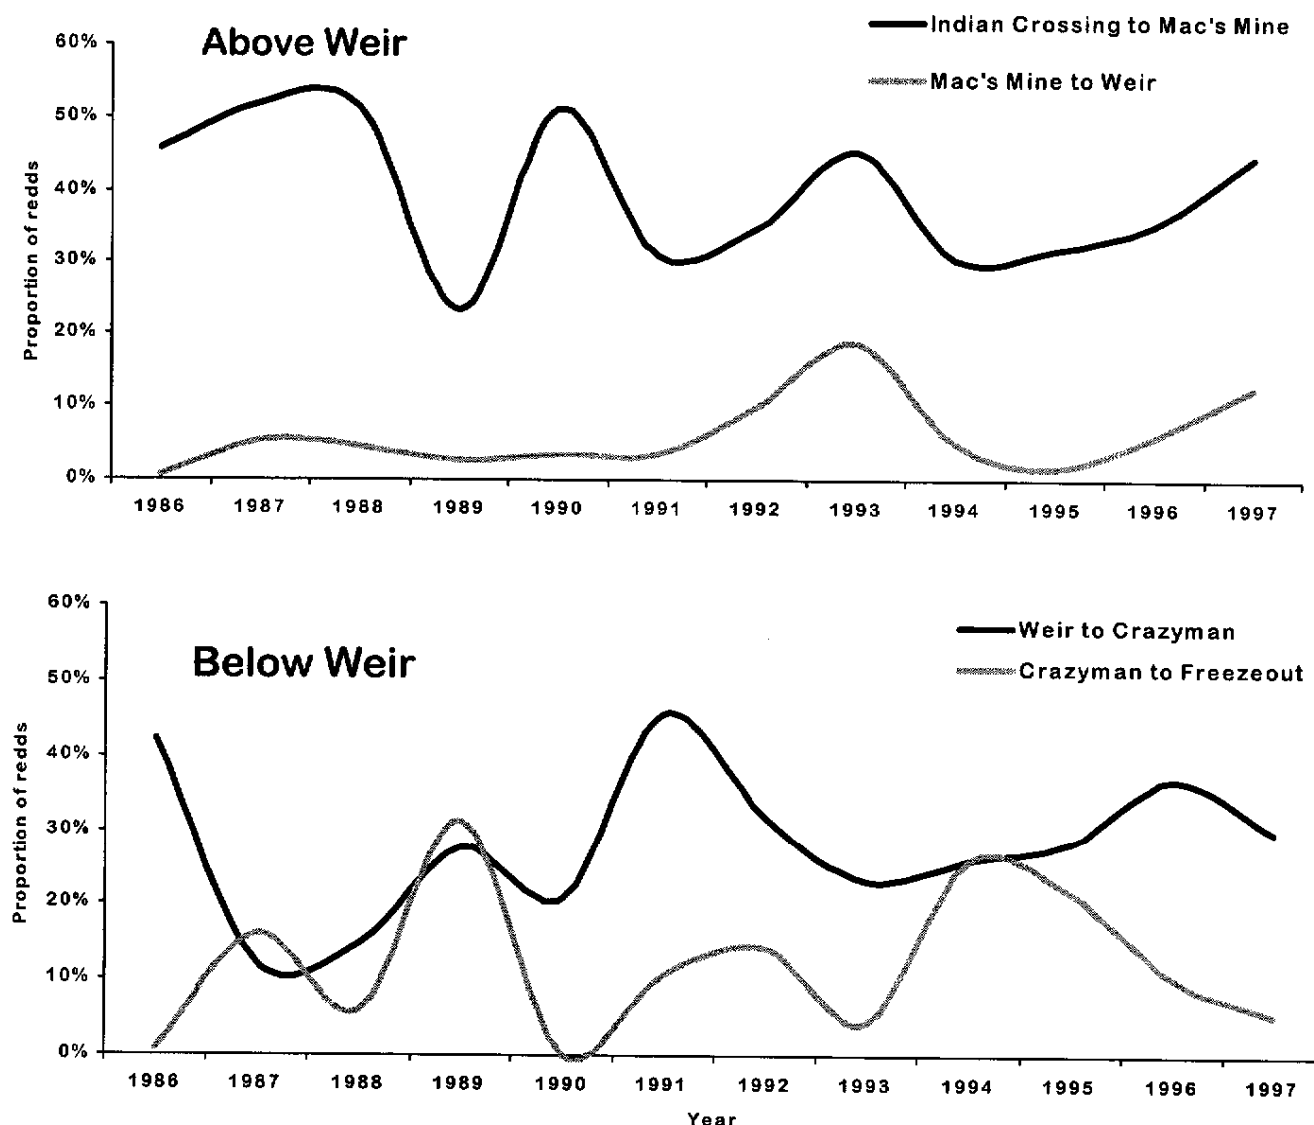 Above Weir
Indian Crossing to Mac's Mine
Mac's Mine to Weir
Proportion of redds
60%
50%
40%
30%
20%
10%
0%
1986 1987 1988 1989 1990 1991 1992 1993 1994 1995 1996 1997
Below Weir
Weir to Crazyman
Crazyman to Freezeout
Proportion of redds
60%
50%
40%
30%
20%
10%
0%
1986 1987 1988 1989 1990 1991 1992 1993 1994 1995 1996 1997
Year